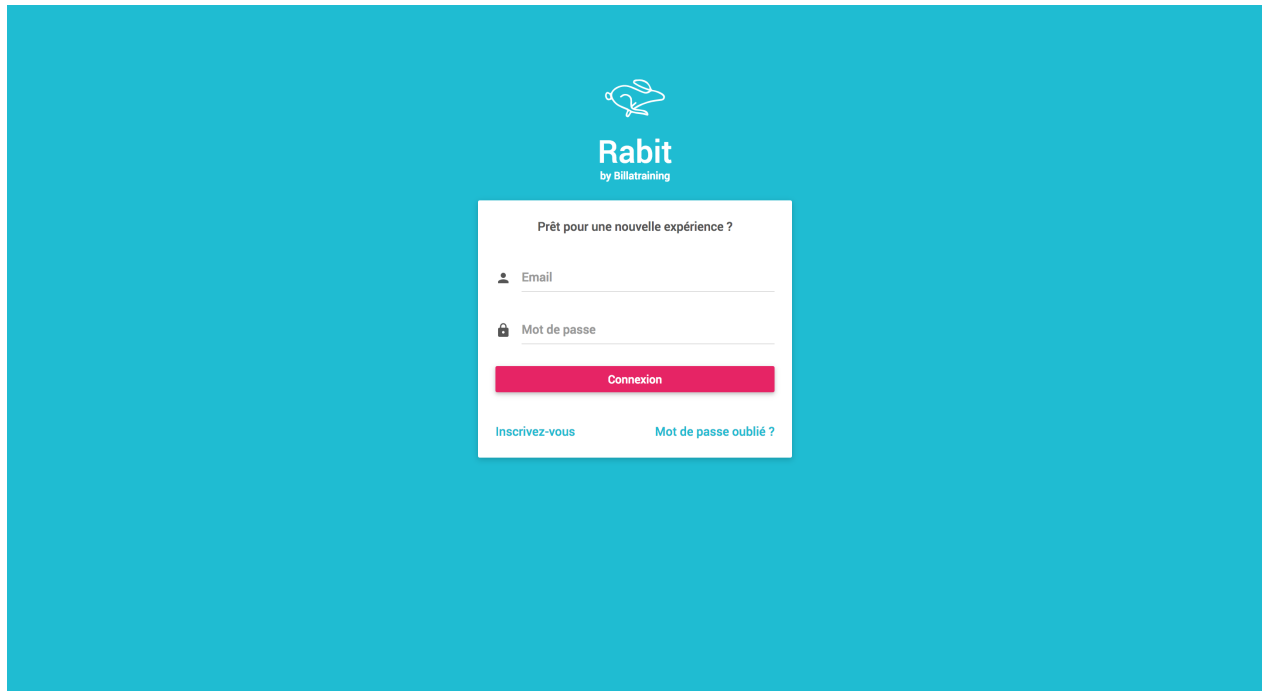 Rabit
by Billatraining
Prêt pour une nouvelle expérience ?
Email
Mot de passe
Connexion
Inscrivez-vous
Mot de passe oublié ?